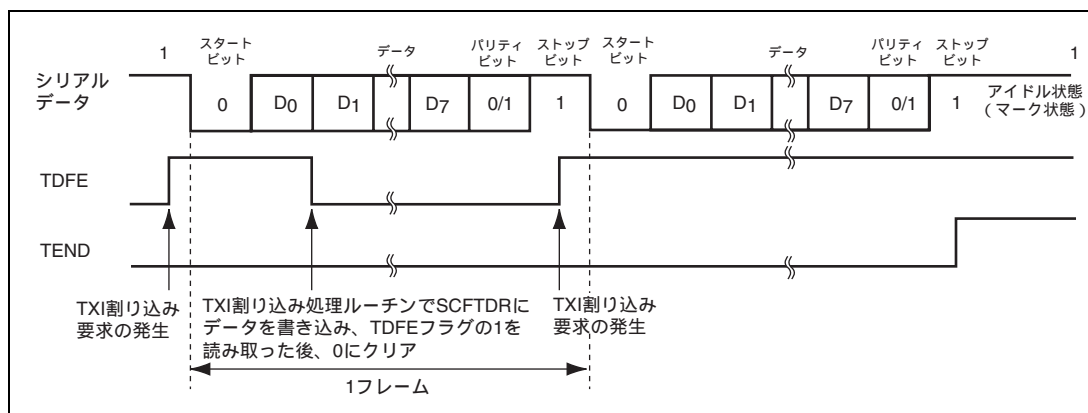 1 スタート ビット データ パリティ ビット ストップ ビット スタート ビット データ パリティ ビット ストップ ビット 1
シリアル データ 0 D0 D1 D7 0/1 1 0 D0 D1 D7 0/1 1 アイドル状態 (マーク状態)
TDFE
TEND
TXI割り込み
要求の発生
TXI割り込み処理ルーチンでSCFTDRに
データを書き込み、TDFEフラグの1を
読み取った後、0にクリア
TXI割り込み
要求の発生
1フレーム